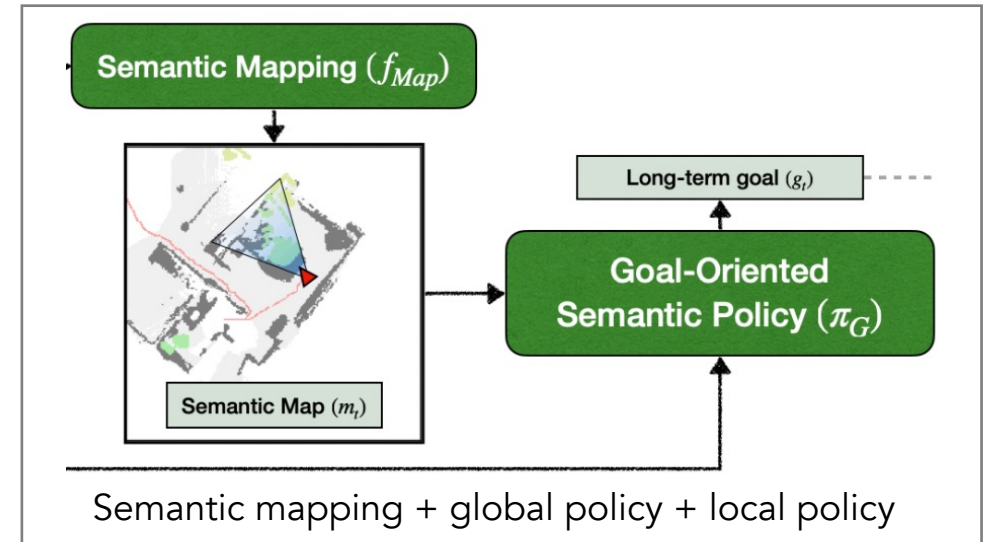 Semantic Mapping (f_Map)
Long-term goal (g_t)
Goal-Oriented
Semantic Policy (π_G)
Semantic Map (m_t)
Semantic mapping + global policy + local policy